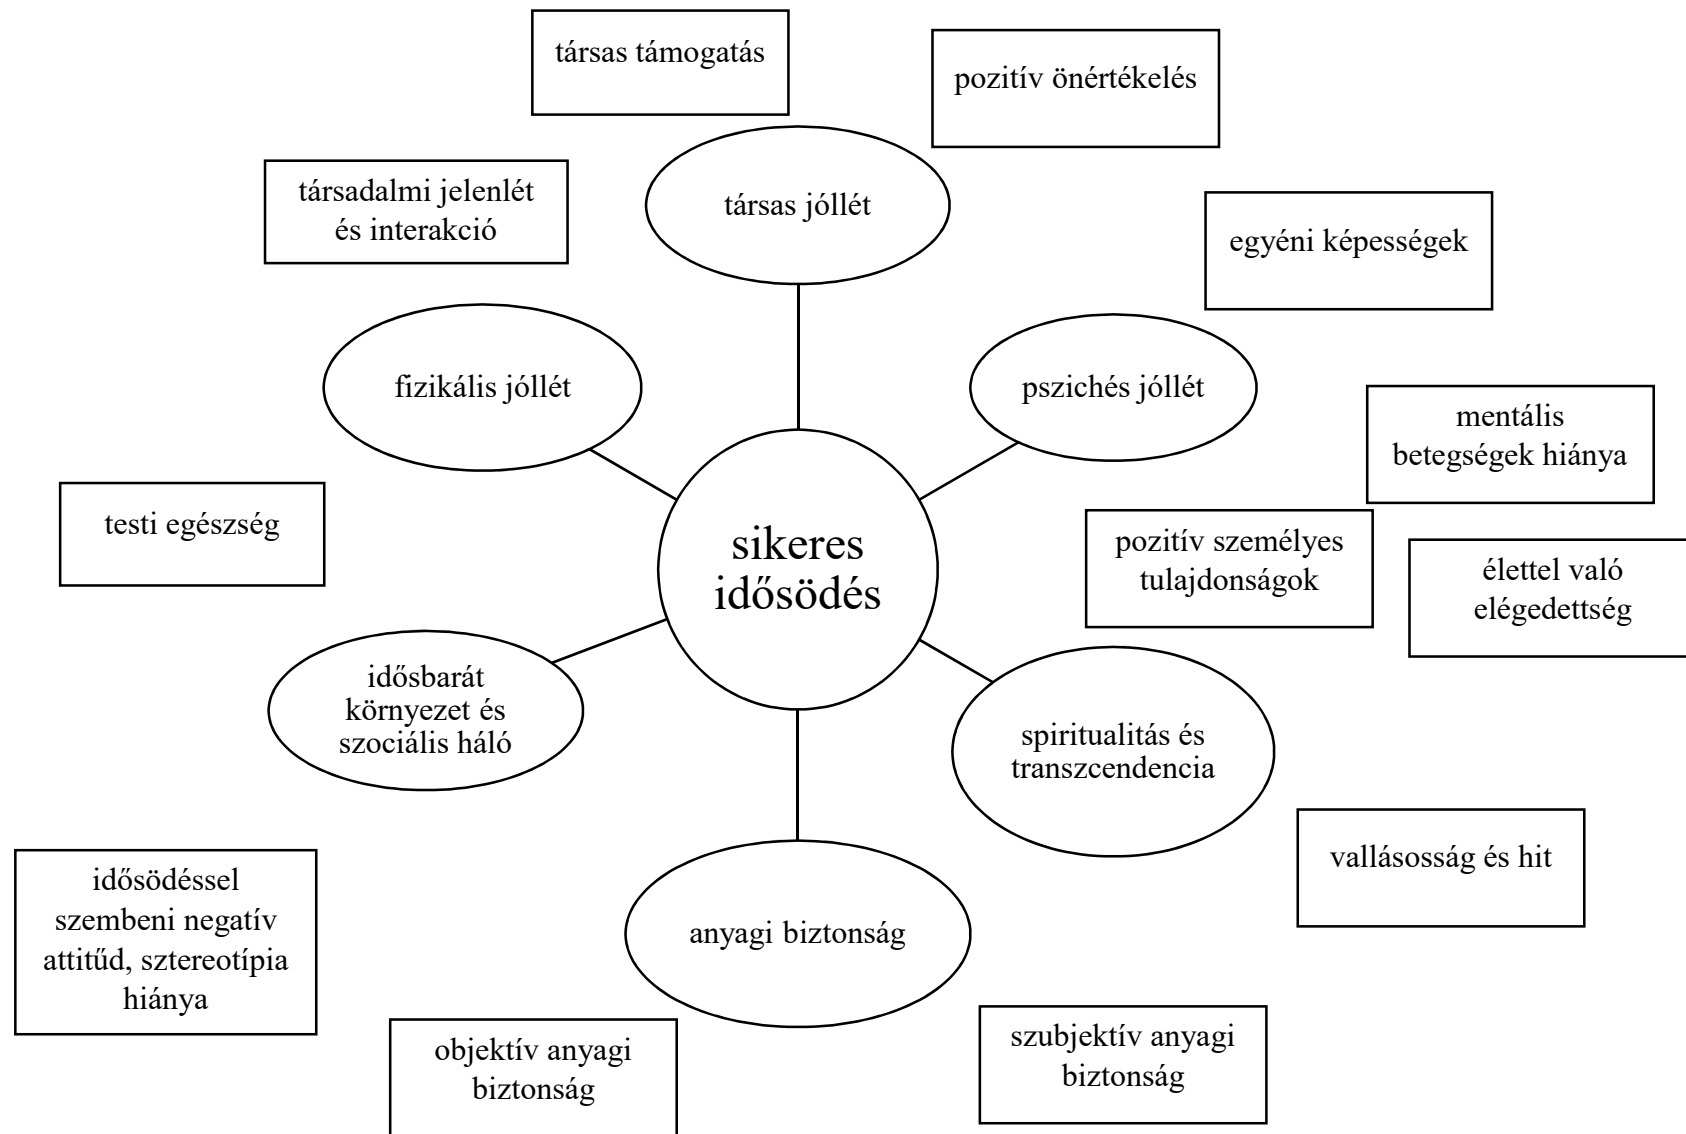 társas támogatás
pozitív önértékelés
társadalmi jelenlét
és interakció
társas jóllét
egyéni képességek
fizikális jóllét
pszichés jóllét
mentális
betegségek hiánya
testi egészség
sikeres
idősödés
pozitív személyes
tulajdonságok
élettel való
elégedettség
idősbarát
környezet és
szociális háló
spiritualitás és
transzcendencia
vallásosság és hit
idősödéssel
szembeni negatív
attitűd, sztereotípia
hiánya
anyagi biztonság
objektív anyagi
biztonság
szubjektív anyagi
biztonság